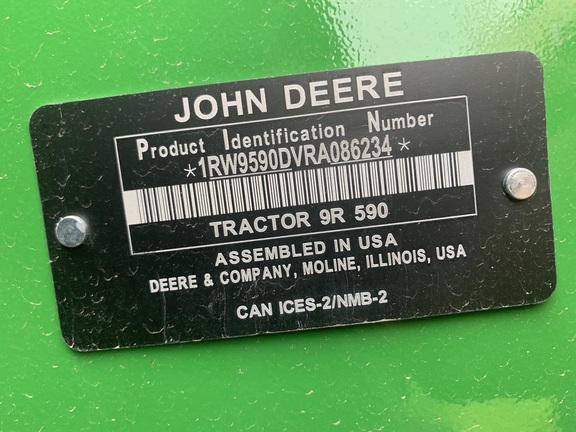 JOHN DEERE
Product Identification Number
*1RW9590DVRA086234*
TRACTOR 9R 590
ASSEMBLED IN USA
DEERE & COMPANY, MOLINE, ILLINOIS, USA
CAN ICES-2/NMB-2